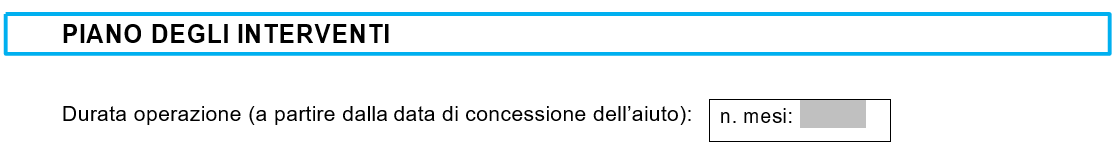 PIANO DEGLI INTERVENTI
Durata operazione (a partire dalla data di concessione dell'aiuto): n. mesi: